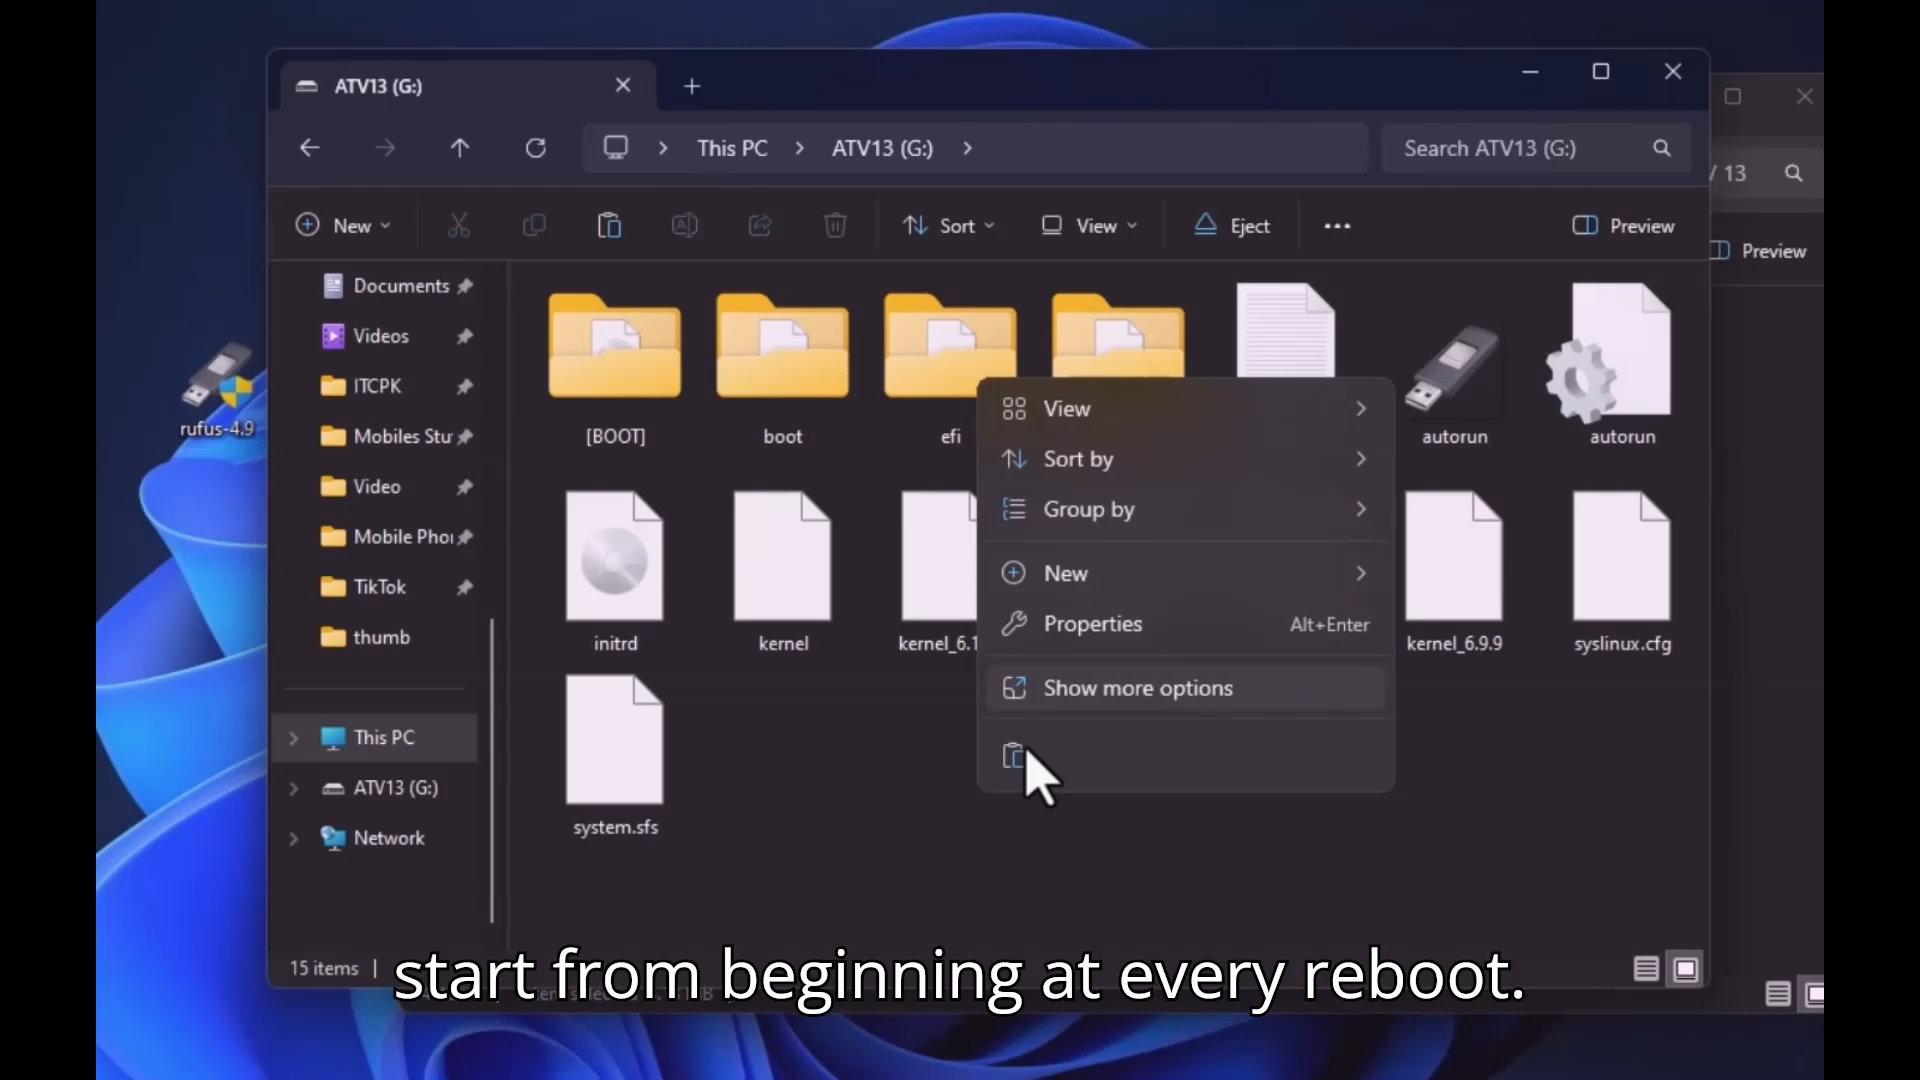 ATV13 (G:)
This PC
ATV13 (G:)
Search ATV13 (G:)
13
New
Sort
View
Eject
Preview
Preview
Documents
Videos
ITCPK
Mobiles Stu
Video
Mobile Pho
TikTok
thumb
This PC
ATV13 (G:)
Network
rufus-4.9
[BOOT]
boot
efi
autorun
autorun
initrd
kernel
kernel_6.1
kernel_6.9.9
syslinux.cfg
system.sfs
View
Sort by
Group by
New
Properties
Alt+Enter
Show more options
15 items
start from beginning at every reboot.